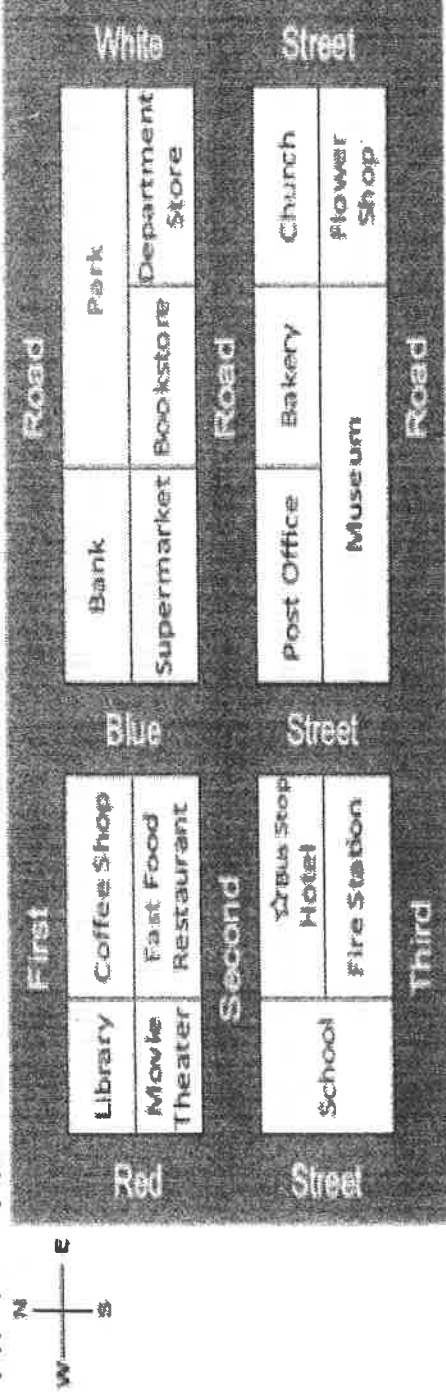 N
W E
S
First Road
Library Coffee Shop Bank Park
Red Blue White
Movie Theater Fast Food Restaurant Supermarket Bookstore Department Store
Second Road
School ☆Bus Stop Hotel Post Office Bakery Church
Street Street Street
Fire Station Museum Flower Shop
Third Road